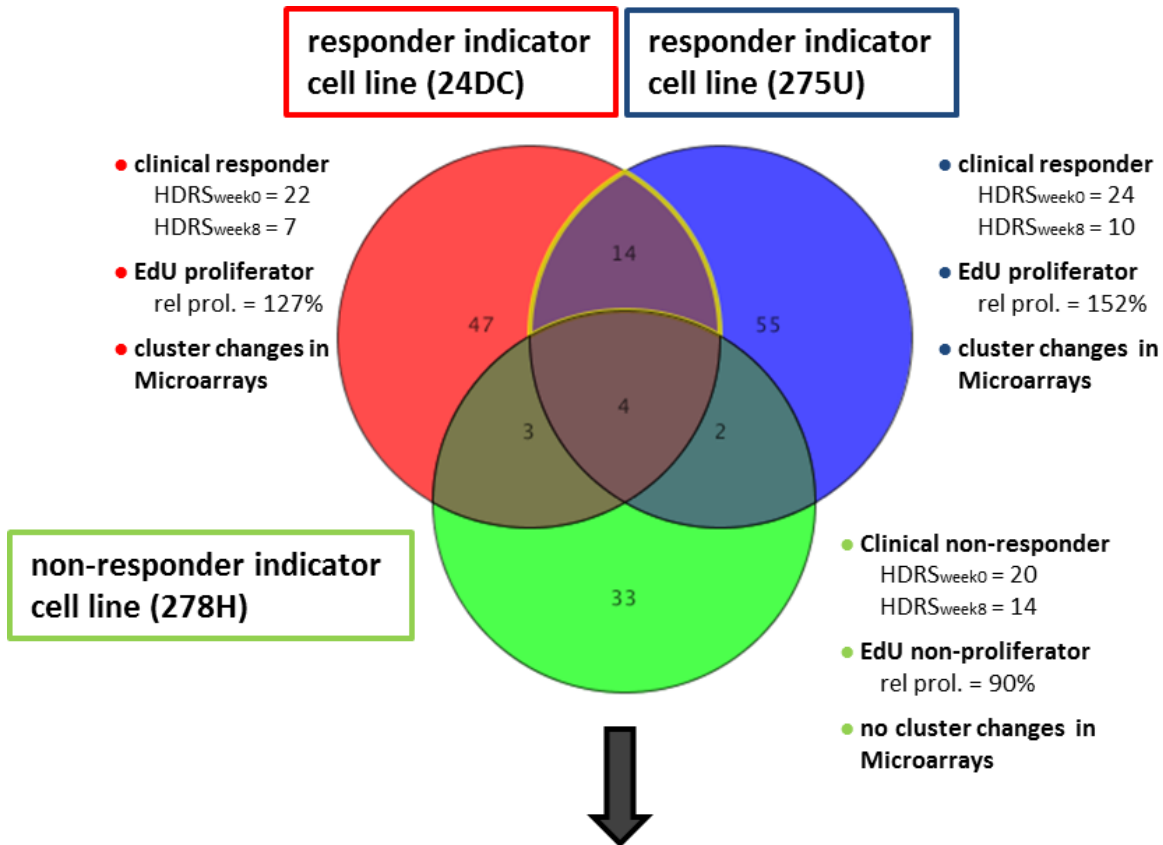 responder indicator
cell line (24DC)
responder indicator
cell line (275U)
● clinical responder
HDRSweek0 = 22
HDRSweek8 = 7
● EdU proliferator
rel prol. = 127%
● cluster changes in
Microarrays
● clinical responder
HDRSweek0 = 24
HDRSweek8 = 10
● EdU proliferator
rel prol. = 152%
● cluster changes in
Microarrays
14
47
55
4
3
2
33
non-responder indicator
cell line (278H)
● Clinical non-responder
HDRSweek0 = 20
HDRSweek8 = 14
● EdU non-proliferator
rel prol. = 90%
● no cluster changes in
Microarrays